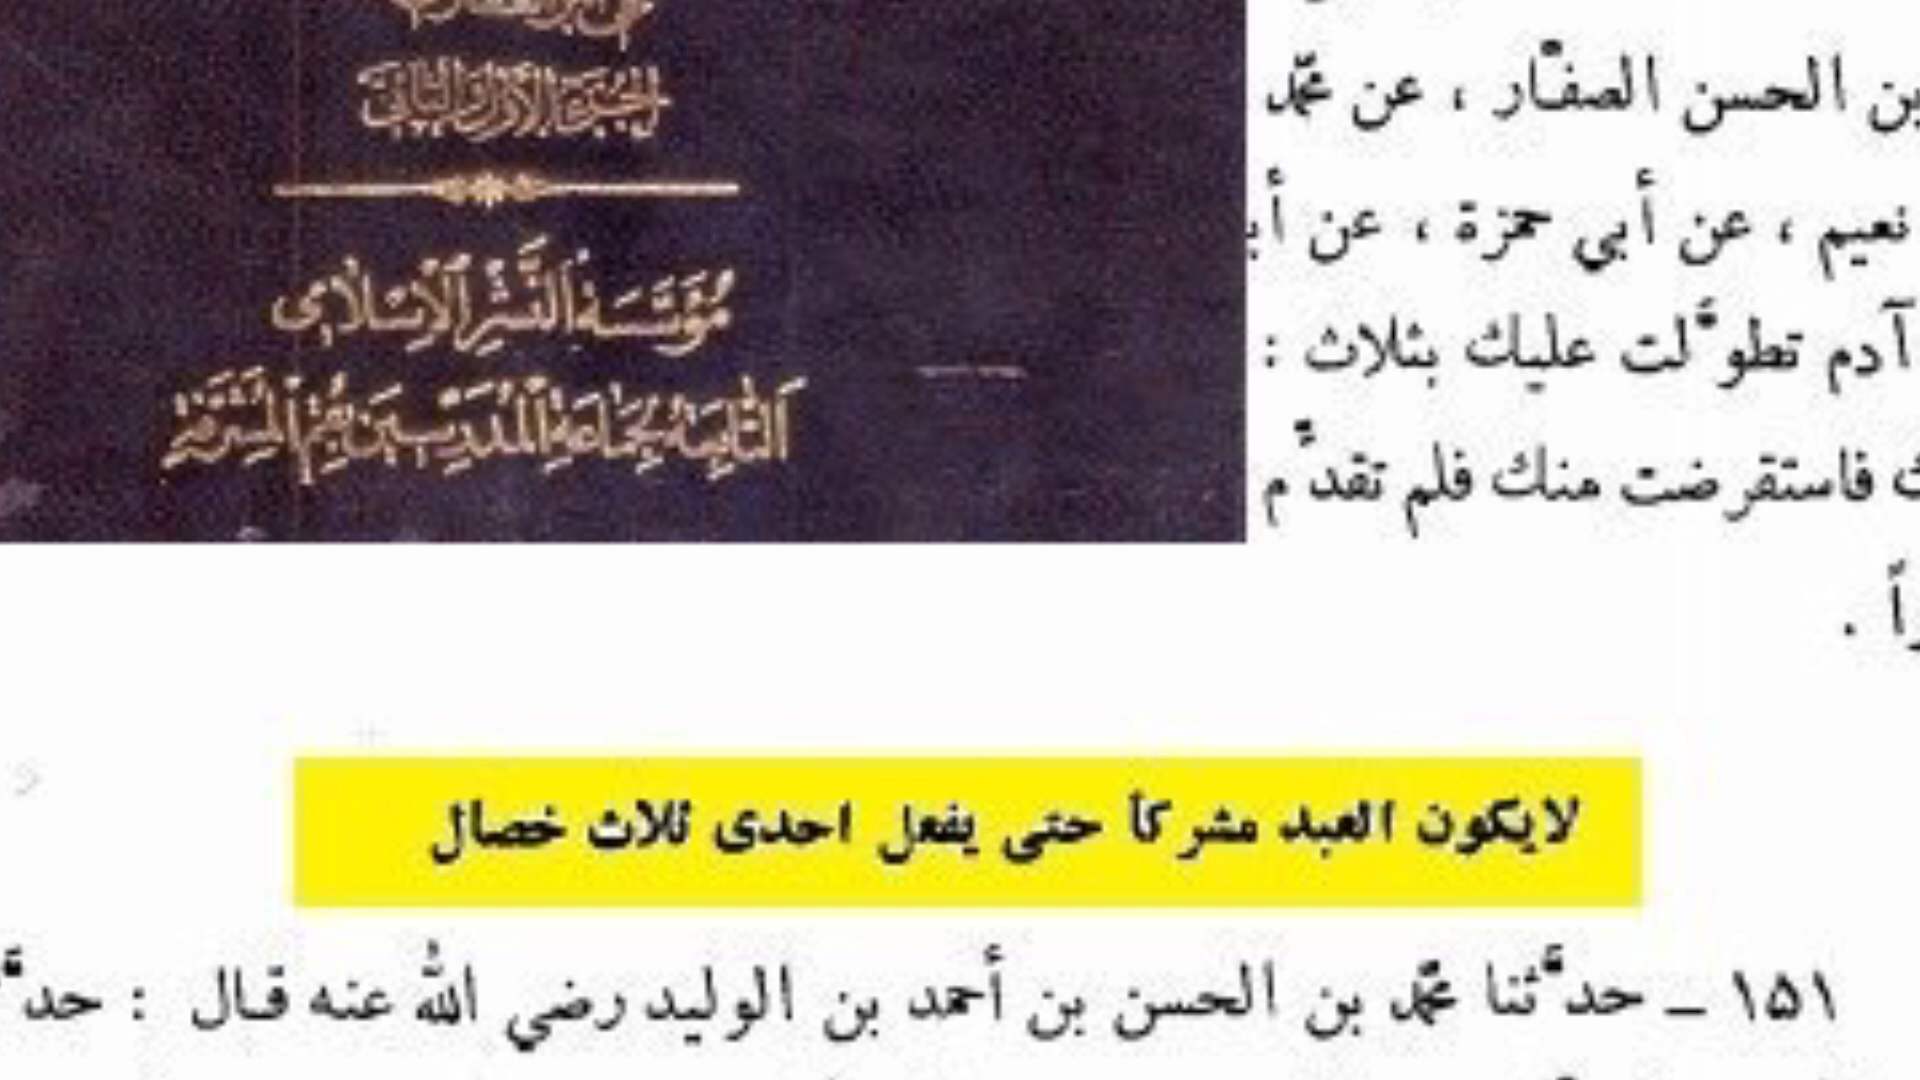 الجزء الأول والثاني
مؤسسة النشر الإسلامي
التابعة لجماعة المدرسين بقم المشرفة
بن الحسن الصفّار ، عن محمّد
نعيم ، عن أبي حمزة ، عن
آدم تطوَّلت عليك بثلاث :
فاستقرضت منك فلم تقدِّم
لايكون العبد مشركاً حتى يفعل احدى ثلاث خصال
١٥١ ـ حدَّثنا محمّد بن الحسن بن أحمد بن الوليد رضي الله عنه قال :